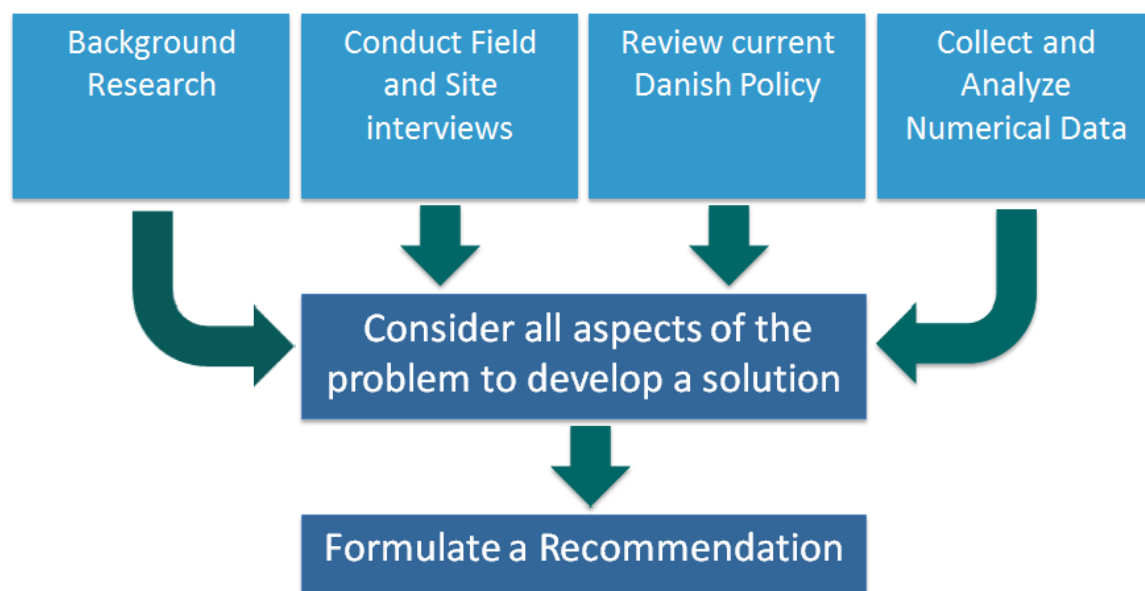 Background
Research
Conduct Field
and Site
interviews
Review current
Danish Policy
Collect and
Analyze
Numerical Data
Consider all aspects of the
problem to develop a solution
Formulate a Recommendation